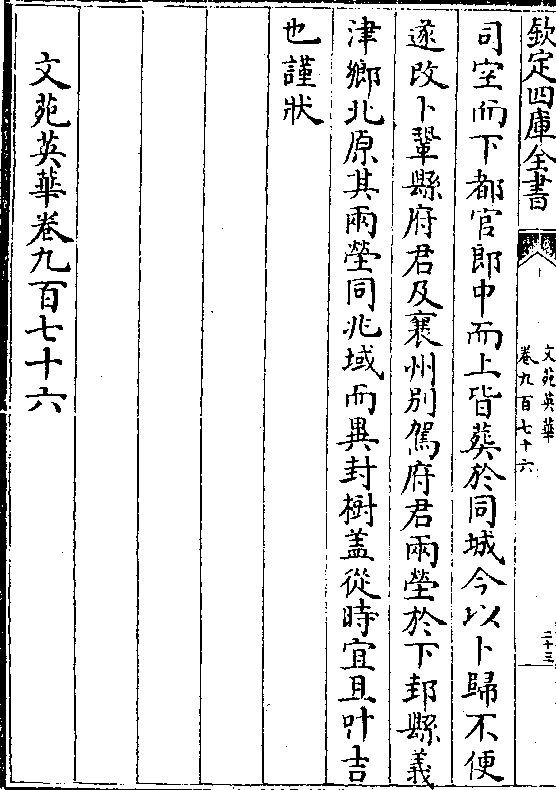 欽定四庫全書
文苑英華
卷九百七十六
二十三
司空而下都官郎中而上皆葬於同城今以卜歸不便
遂改卜鞏縣府君及襄州别駕府君兩塋於下邽縣義
津鄉北原其兩塋同兆域而異封樹盖從時宜且叶吉
也謹狀
文苑英華卷九百七十六